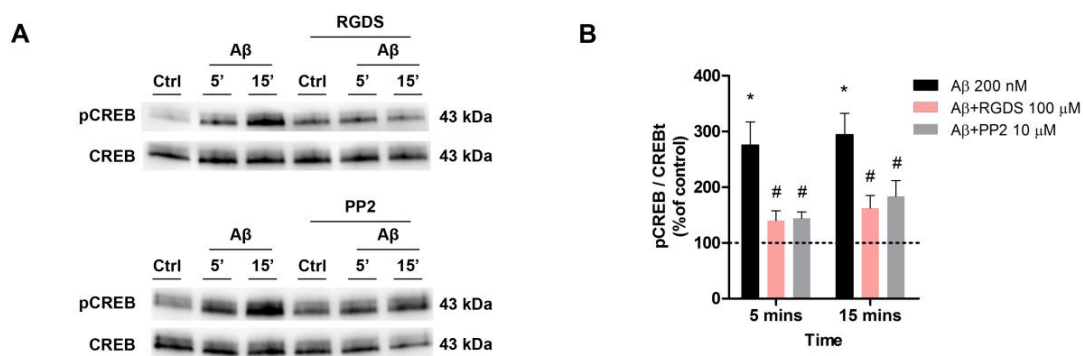 A
RGDS
Aβ Aβ
Ctrl 5’ 15’ Ctrl 5’ 15’
pCREB 43 kDa
CREB 43 kDa
PP2
Aβ Aβ
Ctrl 5’ 15’ Ctrl 5’ 15’
pCREB 43 kDa
CREB 43 kDa
B
pCREB / CREBt
(%of control)
400
300
200
100
0
* # # * # #
5 mins 15 mins
Time
Aβ 200 nM
Aβ+RGDS 100 μM
Aβ+PP2 10 μM